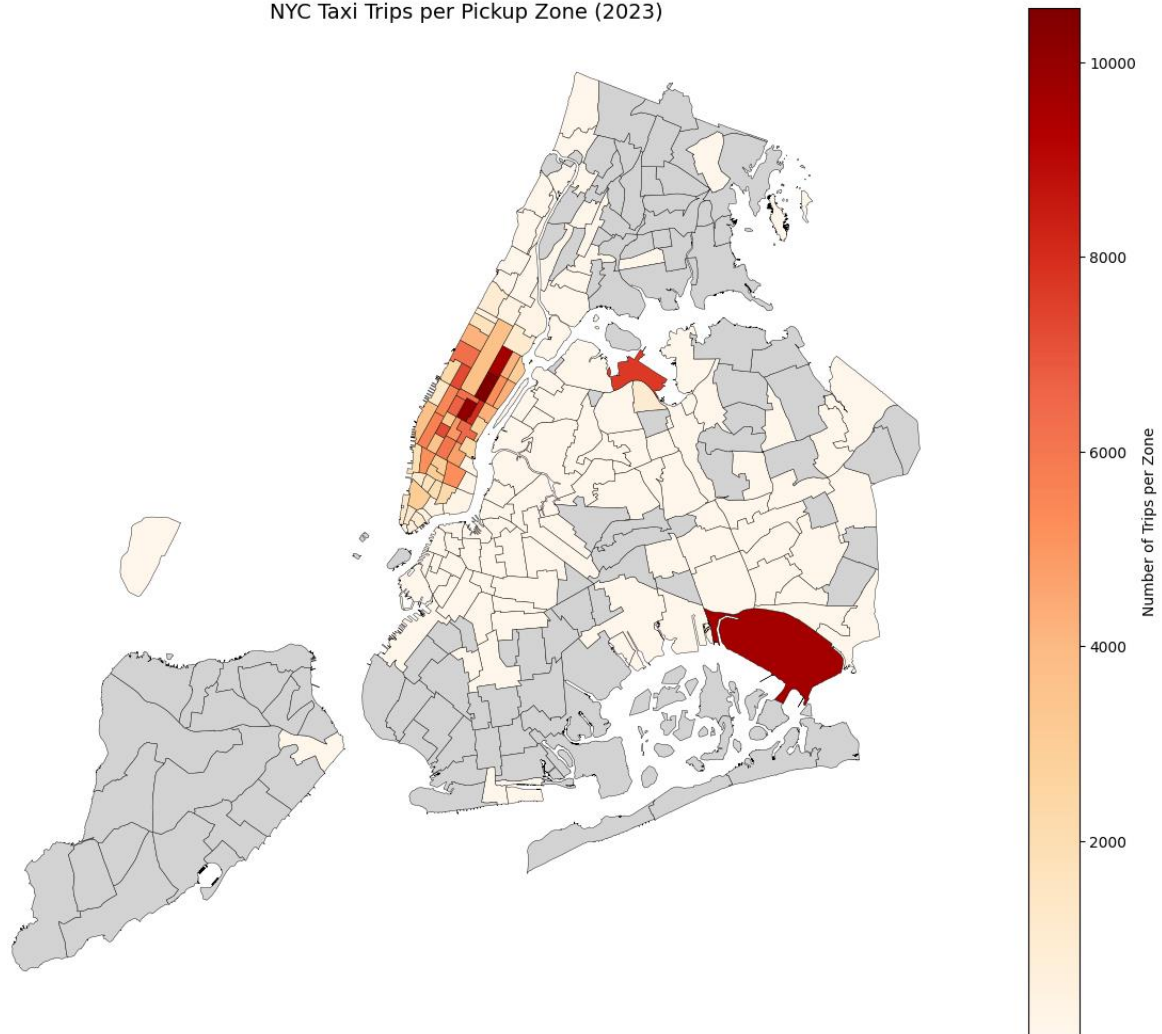 NYC Taxi Trips per Pickup Zone (2023)
10000
8000
6000
4000
2000
Number of Trips per Zone